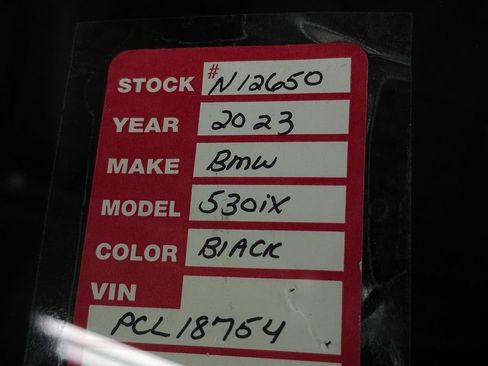 STOCK # N12650
YEAR 2023
MAKE Bmw
MODEL 530ix
COLOR BlACK
VIN
PCL18754